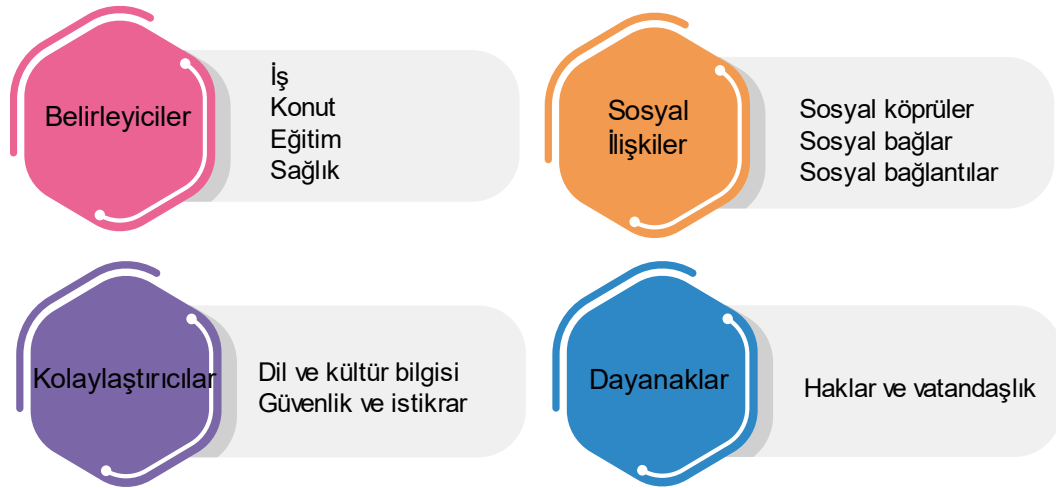 Belirleyiciler
İş
Konut
Eğitim
Sağlık
Sosyal
İlişkiler
Sosyal köprüler
Sosyal bağlar
Sosyal bağlantılar
Kolaylaştırıcılar
Dil ve kültür bilgisi
Güvenlik ve istikrar
Dayanaklar
Haklar ve vatandaşlık